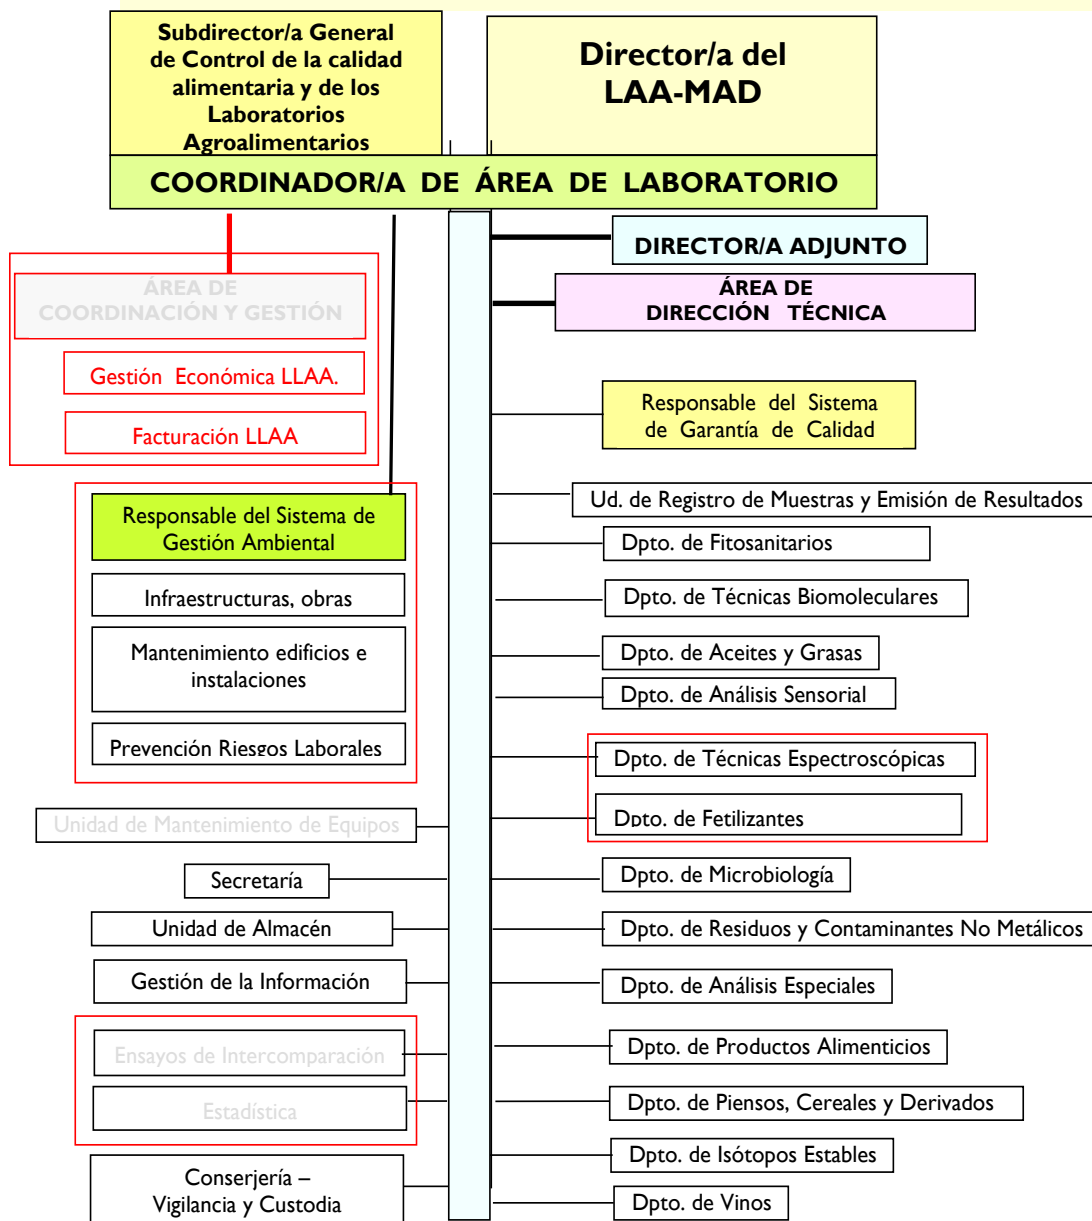 Subdirector/a General
de Control de la calidad
alimentaria y de los
Laboratorios
Agroalimentarios
Director/a del
LAA-MAD
COORDINADOR/A DE ÁREA DE LABORATORIO
DIRECTOR/A ADJUNTO
ÁREA DE
COORDINACIÓN Y GESTIÓN
ÁREA DE
DIRECCIÓN TÉCNICA
Gestión Económica LLAA.
Facturación LLAA
Responsable del Sistema
de Garantía de Calidad
Responsable del Sistema de
Gestión Ambiental
Infraestructuras, obras
Mantenimiento edificios e
instalaciones
Prevención Riesgos Laborales
Unidad de Mantenimiento de Equipos
Secretaría
Unidad de Almacén
Gestión de la Información
Ensayos de Intercomparación
Estadística
Conserjería –
Vigilancia y Custodia
Ud. de Registro de Muestras y Emisión de Resultados
Dpto. de Fitosanitarios
Dpto. de Técnicas Biomoleculares
Dpto. de Aceites y Grasas
Dpto. de Análisis Sensorial
Dpto. de Técnicas Espectroscópicas
Dpto. de Fetilizantes
Dpto. de Microbiología
Dpto. de Residuos y Contaminantes No Metálicos
Dpto. de Análisis Especiales
Dpto. de Productos Alimenticios
Dpto. de Piensos, Cereales y Derivados
Dpto. de Isótopos Estables
Dpto. de Vinos